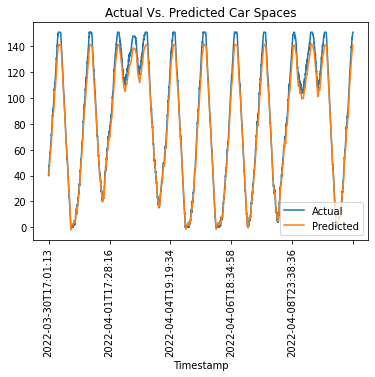 Actual Vs. Predicted Car Spaces
140
120
100
80
60
40
20
0
Actual
Predicted
2022-03-30T17:01:13
2022-04-01T17:28:16
2022-04-04T19:19:34
2022-04-06T18:34:58
2022-04-08T23:38:36
Timestamp